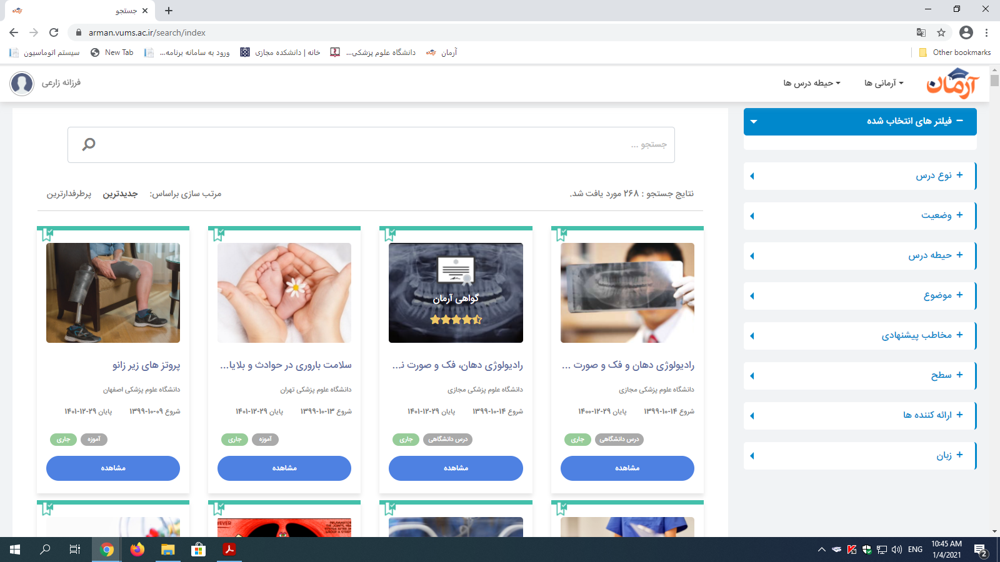 جستجو
arman.vums.ac.ir/search/index
سیستم اتوماسیون
New Tab
ورود به سامانه برنامه...
خانه | دانشکده مجازی
دانشگاه علوم پزشکی...
آرمان
Other bookmarks
آرمان
آرمانی ها
حیطه درس ها
فرزانه زارعی
فیلتر های انتخاب شده
نوع درس
وضعیت
حیطه درس
موضوع
مخاطب پیشنهادی
سطح
ارائه کننده ها
زبان
جستجو ...
نتایج جستجو : ۲۶۸ مورد یافت شد.
مرتب سازی براساس: جدیدترین پرطرفدارترین
رادیولوژی دهان و فک و صورت ...
دانشگاه علوم پزشکی مجازی
شروع ۱۳۹۹-۱۰-۱۴ پایان ۱۴۰۰-۱۲-۲۹
درس دانشگاهی جاری
مشاهده
گواهی آرمان
رادیولوژی دهان، فک و صورت ن...
دانشگاه علوم پزشکی مجازی
شروع ۱۳۹۹-۱۰-۱۴ پایان ۱۴۰۱-۱۲-۲۹
درس دانشگاهی جاری
مشاهده
سلامت باروری در حوادث و بلایا...
دانشگاه علوم پزشکی تهران
شروع ۱۳۹۹-۱۰-۱۳ پایان ۱۴۰۱-۱۲-۲۹
آموزه جاری
مشاهده
پروتز های زیر زانو
دانشگاه علوم پزشکی اصفهان
شروع ۱۳۹۹-۱۰-۰۹ پایان ۱۴۰۱-۱۲-۲۹
آموزه جاری
مشاهده
ENG
10:45 AM
1/4/2021
2